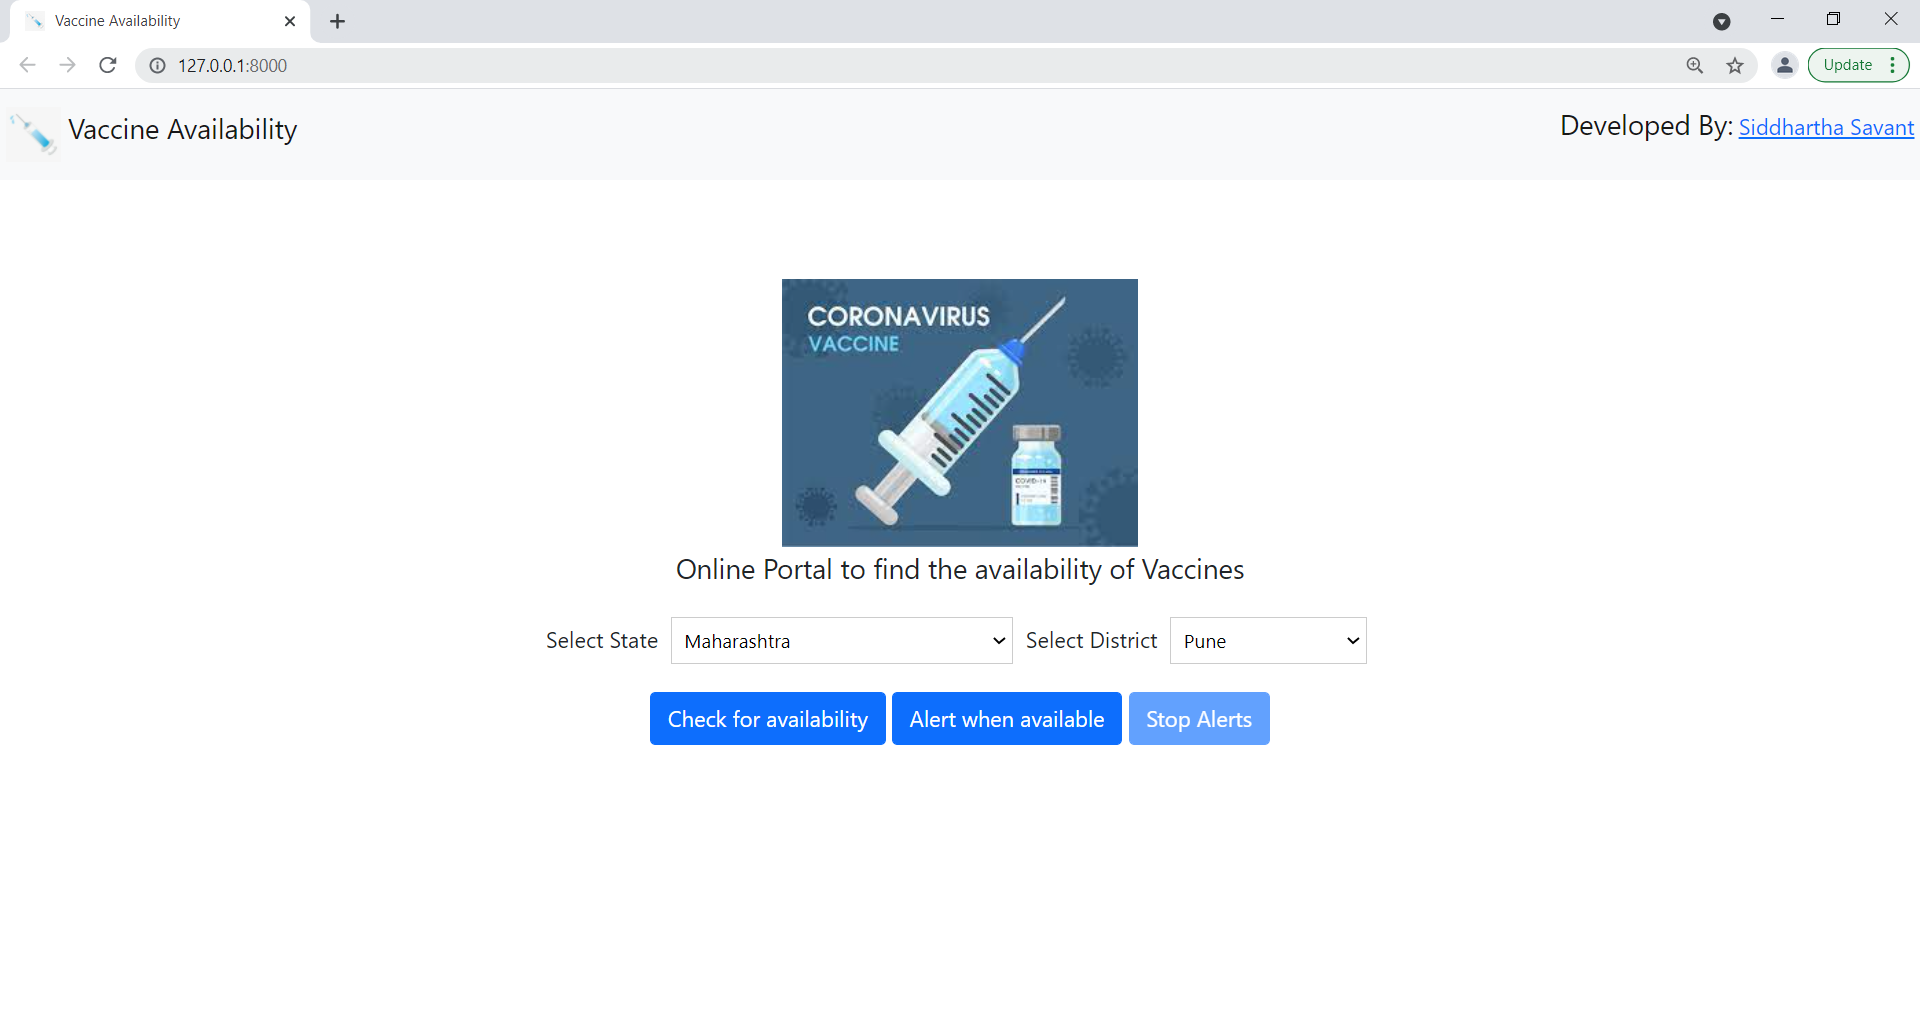 Vaccine Availability
127.0.0.1:8000
Update
Vaccine Availability
Developed By: Siddhartha Savant
CORONAVIRUS
VACCINE
COVID-19
Online Portal to find the availability of Vaccines
Select State Maharashtra Select District Pune
Check for availability Alert when available Stop Alerts